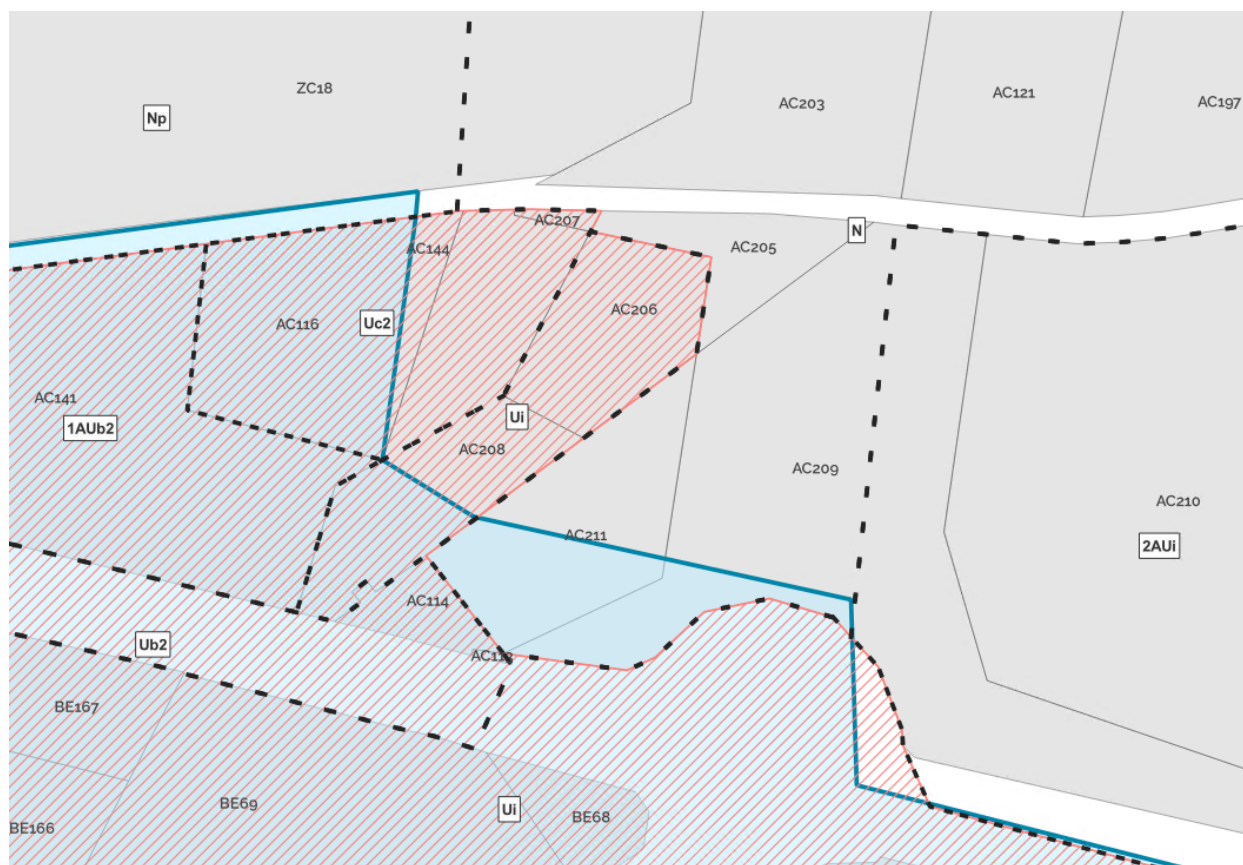 ZC18
AC203
AC121
AC197
Np
AC207
AC144
N
AC205
AC116
Uc2
AC206
AC141
1AUb2
Ui
AC208
AC209
AC210
AC211
2AUi
AC114
Ub2
BE167
BE69
Ui
BE68
BE166